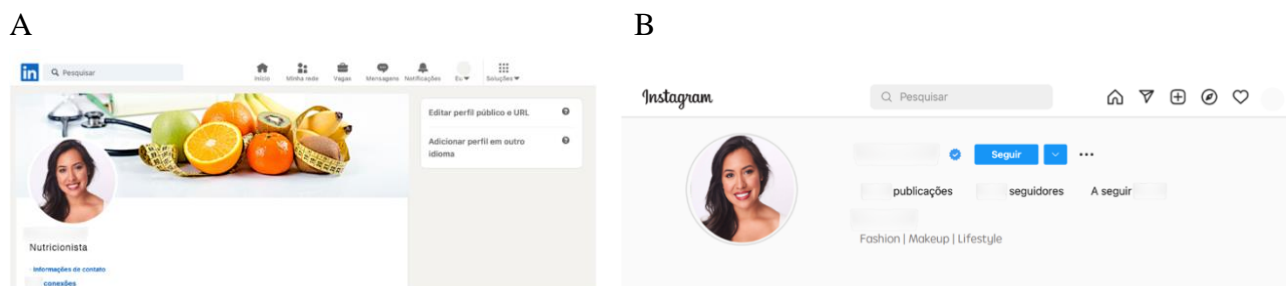 A
B
in
Pesquisar
Início
Minha rede
Vagas
Mensagens
Notificações
Eu
Soluções
Editar perfil público e URL
Adicionar perfil em outro
idioma
Nutricionista
Informações de contato
conexões
Instagram
Pesquisar
Seguir
publicações
seguidores
A seguir
Fashion | Makeup | Lifestyle